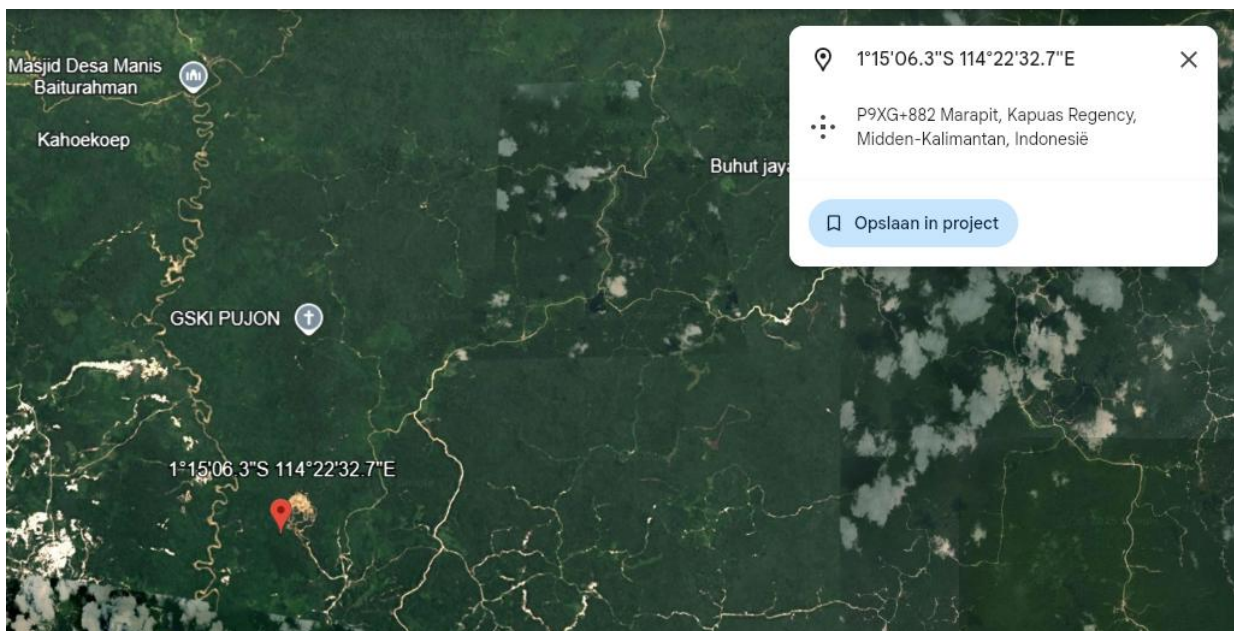 Masjid Desa Manis
Baiturahman
Kahoekoep
GSKI PUJON
Buhut jaya
1°15'06.3"S 114°22'32.7"E
1°15'06.3"S 114°22'32.7"E
P9XG+882 Marapit, Kapuas Regency,
Midden-Kalimantan, Indonesië
Opslaan in project